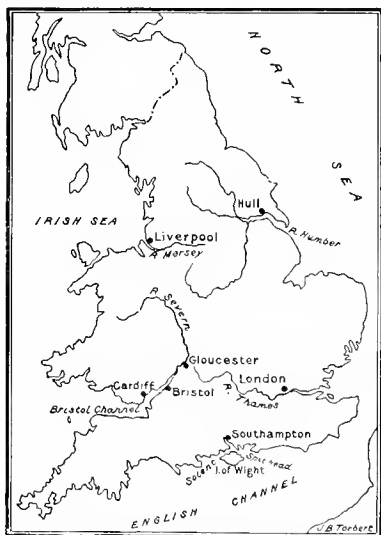 NORTH
SEA
Hull
IRISH SEA
Liverpool
R. Humber
R. Mersey
R. Severn
Gloucester
Cardiff
London
Bristol
R. Thames
Bristol Channel
Southampton
Solent
Spithead
I. of Wight
ENGLISH CHANNEL
J.B. Torbert